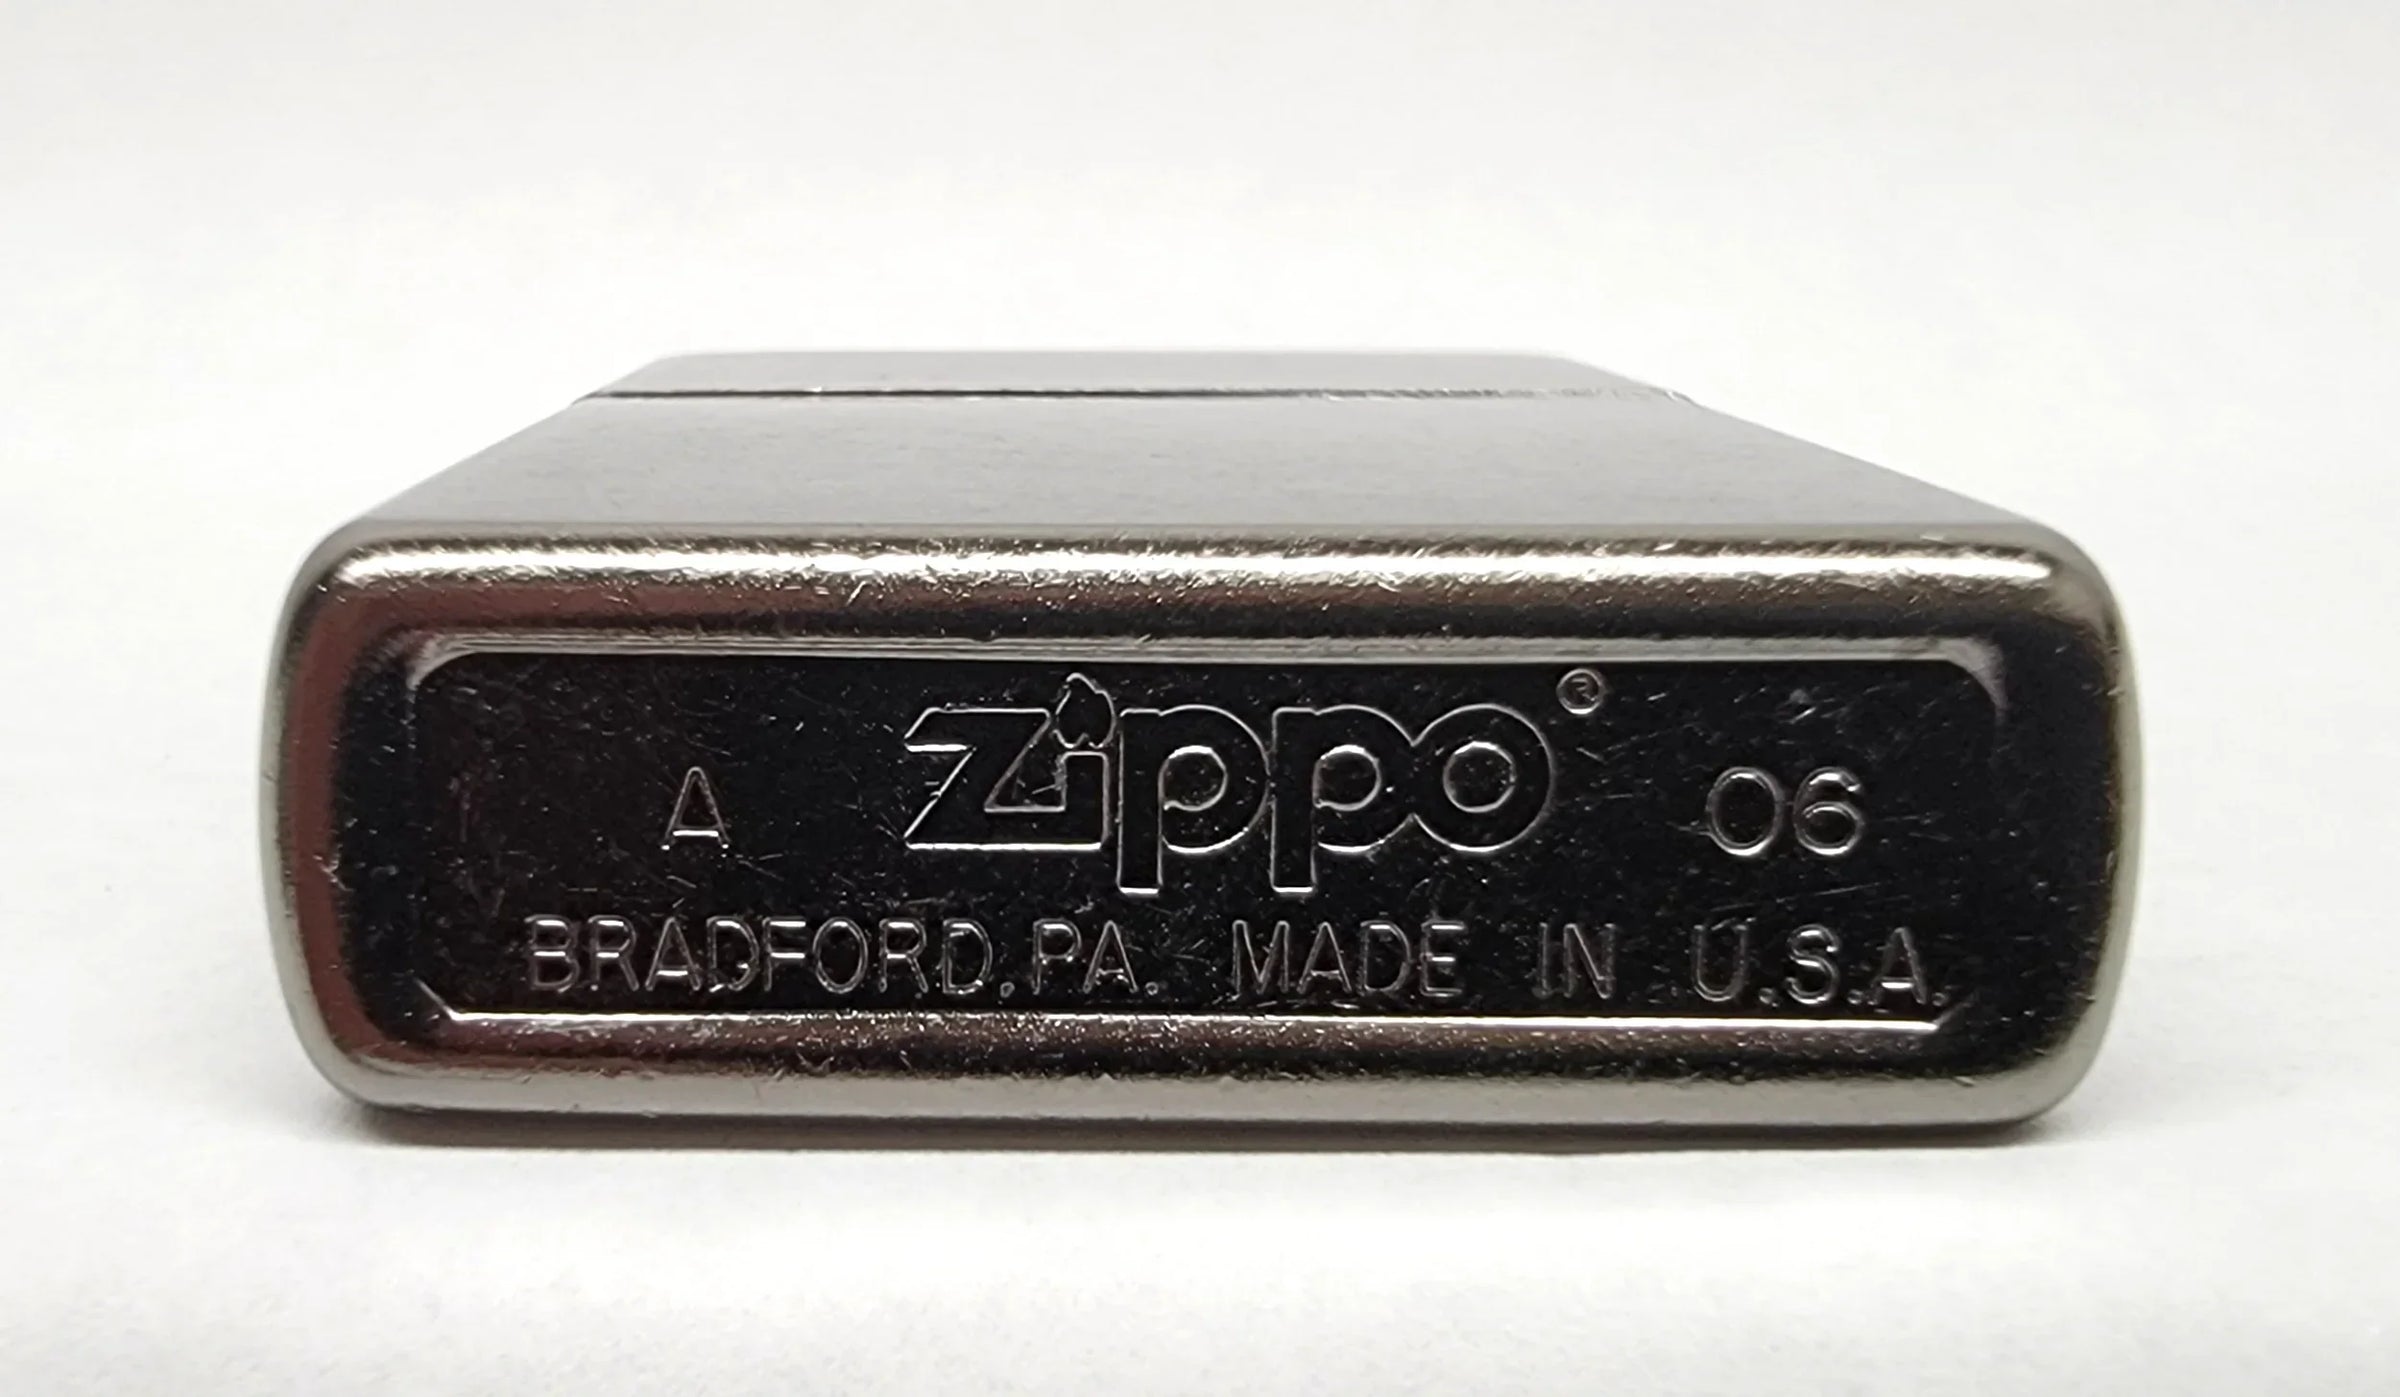 A zippo® 06
BRADFORD, PA. MADE IN U.S.A.